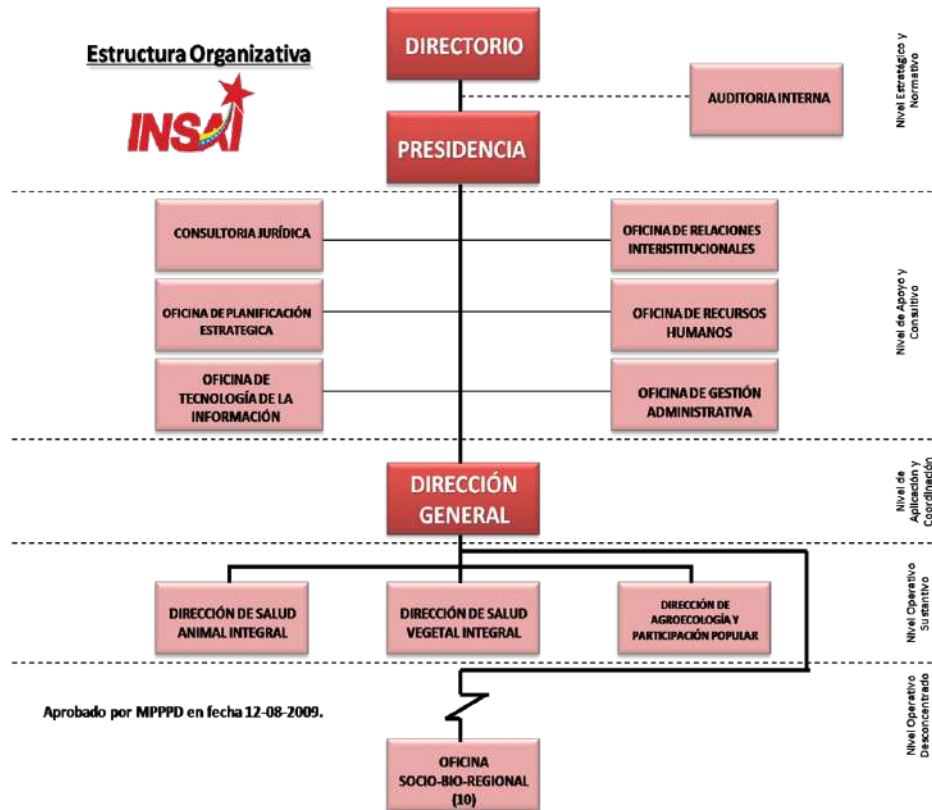 Estructura Organizativa
INSAI
DIRECTORIO
AUDITORIA INTERNA
PRESIDENCIA
Nivel Estratégico y
Normativo
CONSULTORIA JURÍDICA
OFICINA DE RELACIONES
INTERISTITUCIONALES
OFICINA DE PLANIFICACIÓN
ESTRATEGICA
OFICINA DE RECURSOS
HUMANOS
OFICINA DE
TECNOLOGÍA DE LA
INFORMACIÓN
OFICINA DE GESTIÓN
ADMINISTRATIVA
Nivel de Apoyo y
Consultivo
DIRECCIÓN
GENERAL
Nivel de
Aplicación y
Coordinación
DIRECCIÓN DE SALUD
ANIMAL INTEGRAL
DIRECCIÓN DE SALUD
VEGETAL INTEGRAL
DIRECCIÓN DE
AGROECOLOGÍA Y
PARTICIPACIÓN POPULAR
Nivel Operativo
Sustantivo
Aprobado por MPPPD en fecha 12-08-2009.
OFICINA
SOCIO-BIO-REGIONAL
(10)
Nivel Operativo
Desconcentrado